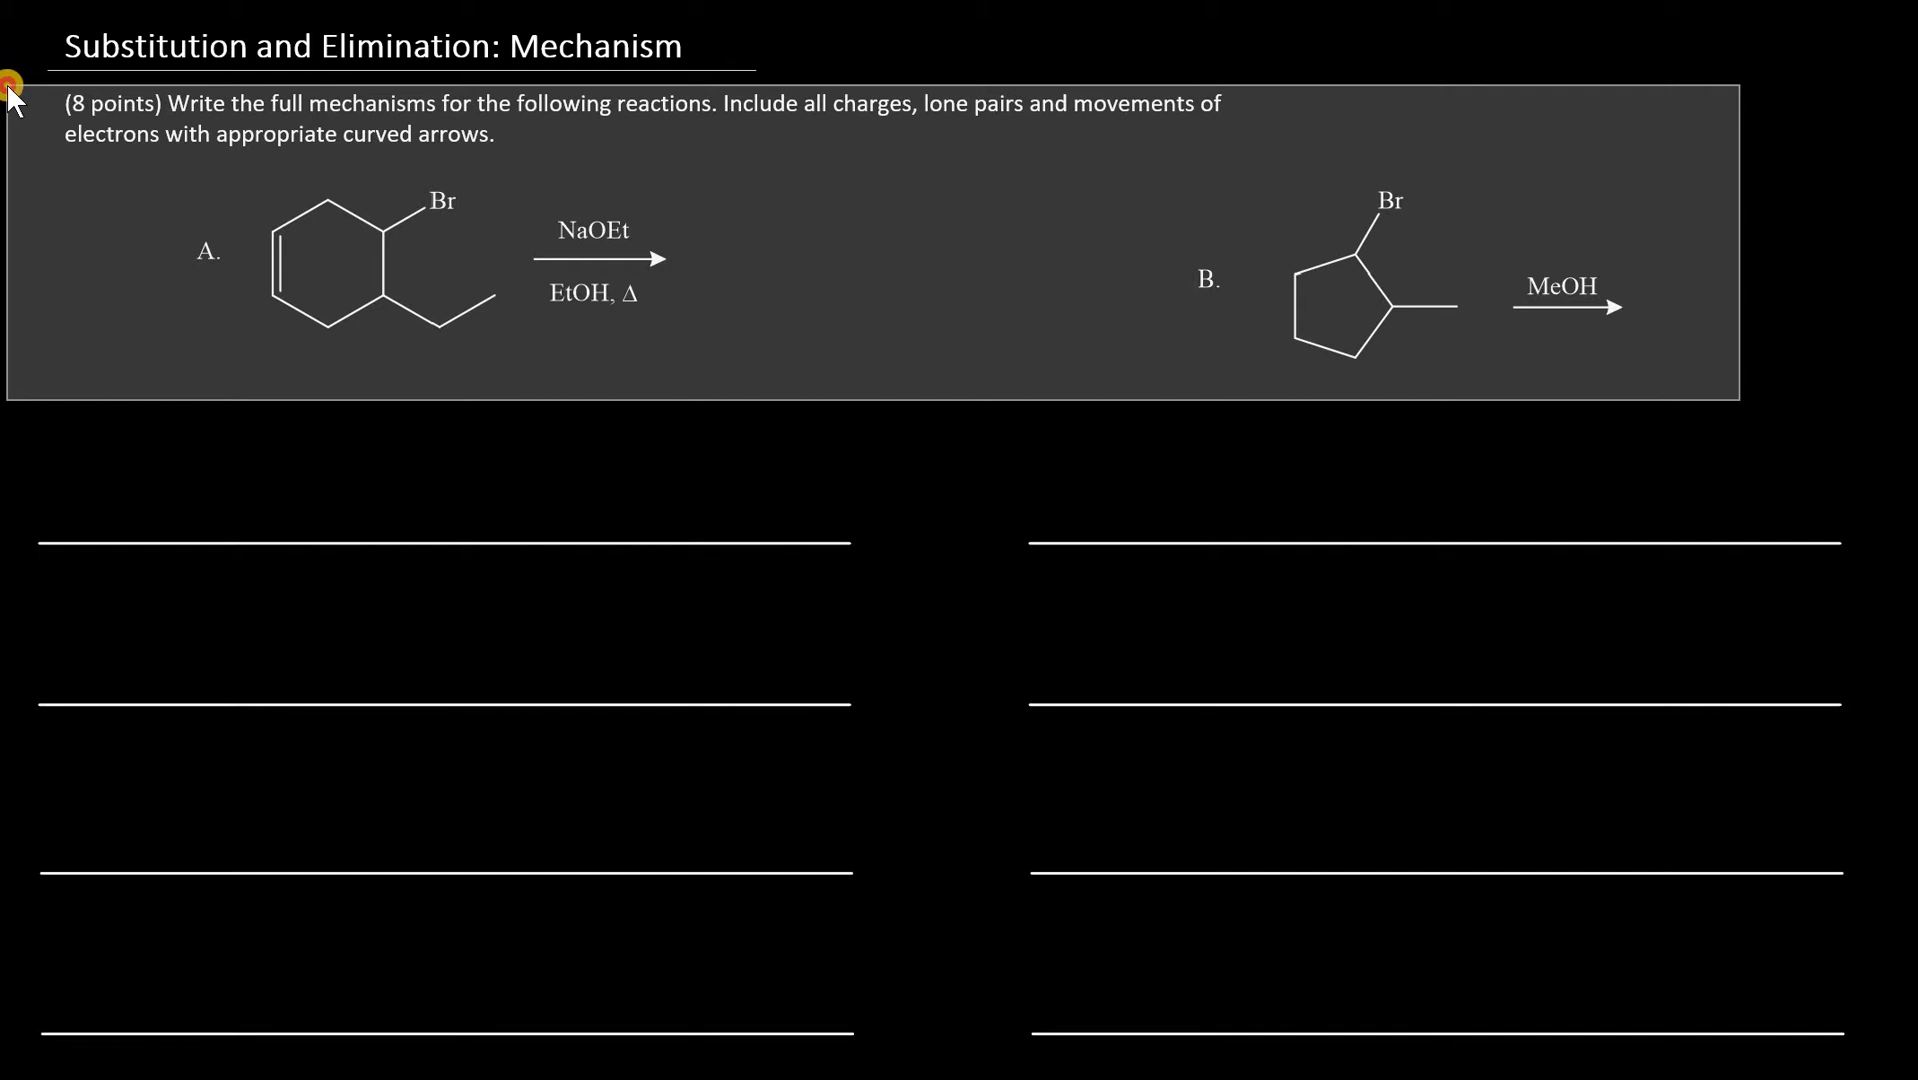 Substitution and Elimination: Mechanism
(8 points) Write the full mechanisms for the following reactions. Include all charges, lone pairs and movements of
electrons with appropriate curved arrows.
A.
Br
NaOEt
EtOH, Δ
B.
Br
MeOH